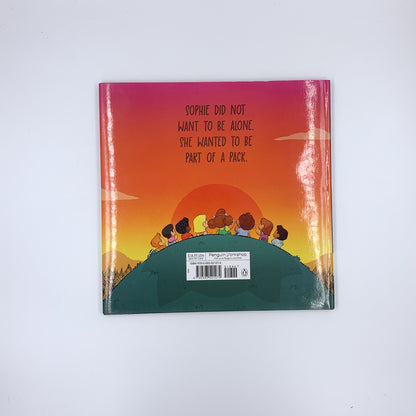 SOPHIE DID NOT
WANT TO BE ALONE.
SHE WANTED TO BE
PART OF A PACK.
Penguin Workshop